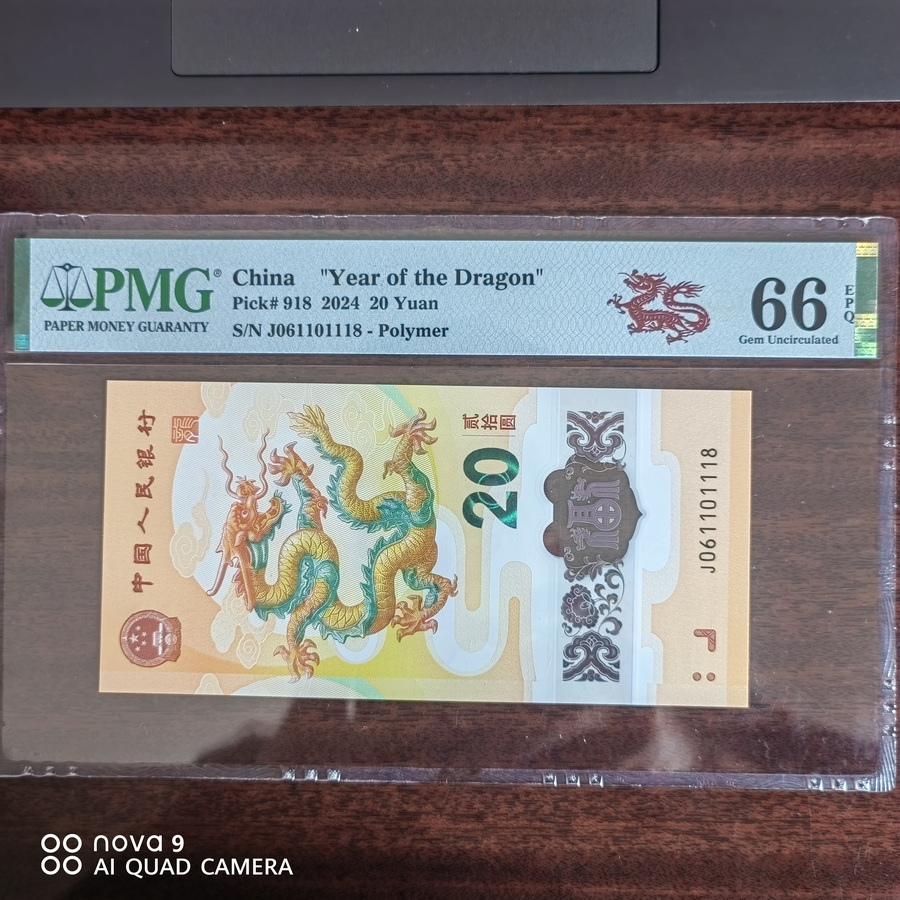 PMG®
PAPER MONEY GUARANTY
China "Year of the Dragon"
Pick# 918 2024 20 Yuan
S/N J061101118 - Polymer
66
EPQ
Gem Uncirculated
中国人民银行
贰拾圆
20
福
J061101118
nova 9
AI QUAD CAMERA